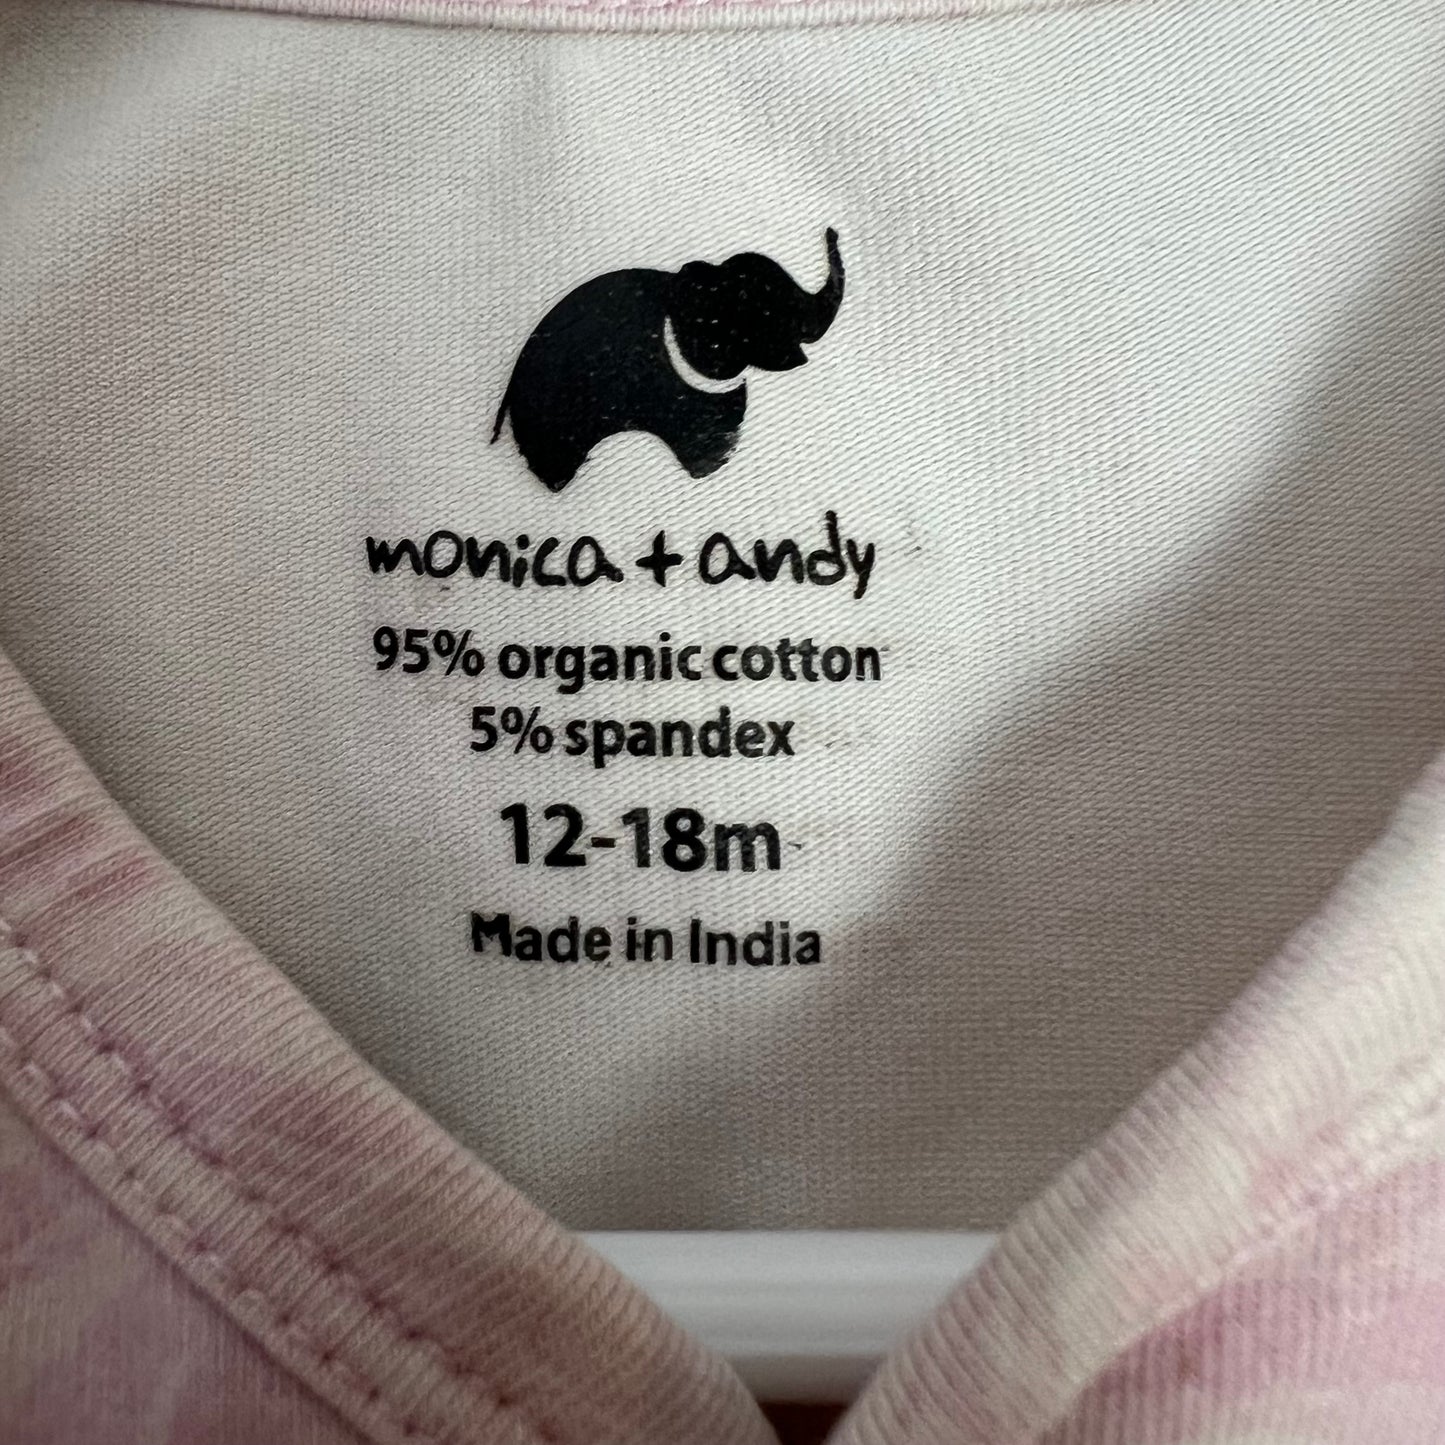 monica + andy
95% organic cotton
5% spandex
12-18m
Made in India